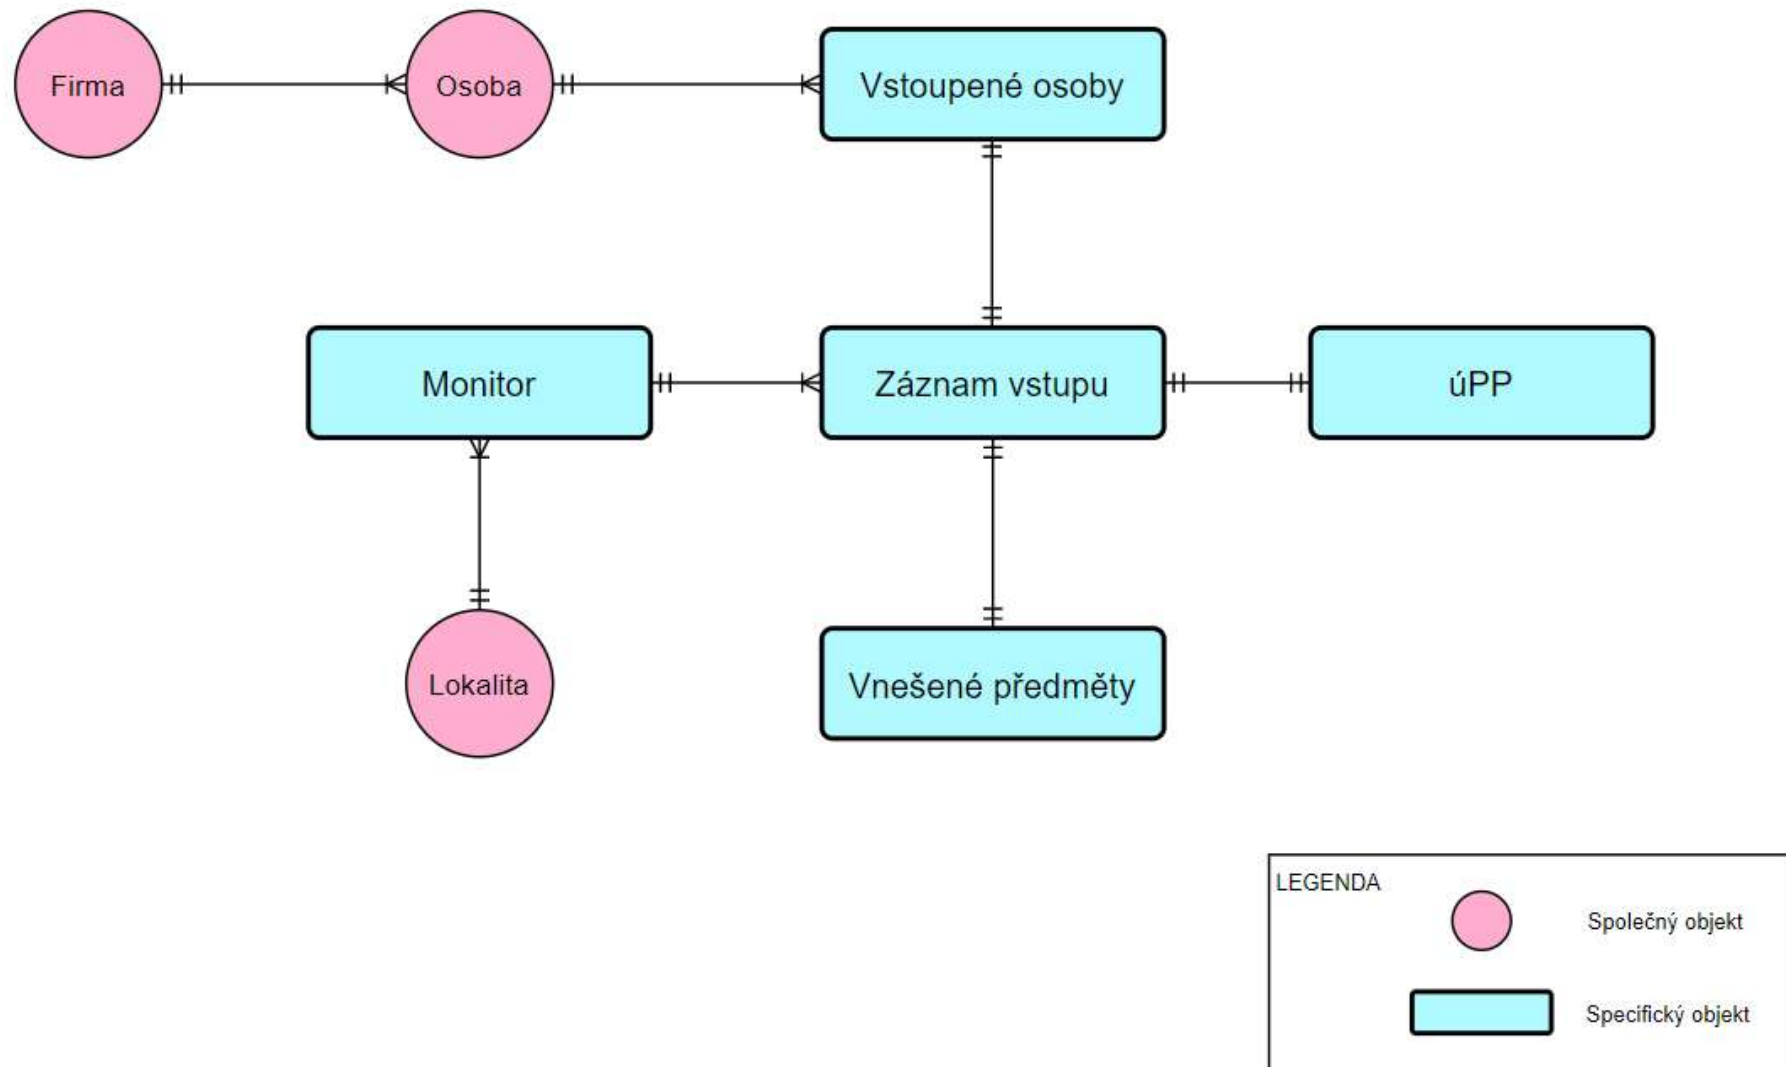 Firma
Osoba
Vstoupené osoby
Monitor
Záznam vstupu
úPP
Lokalita
Vnešené předměty
LEGENDA
Společný objekt
Specifický objekt